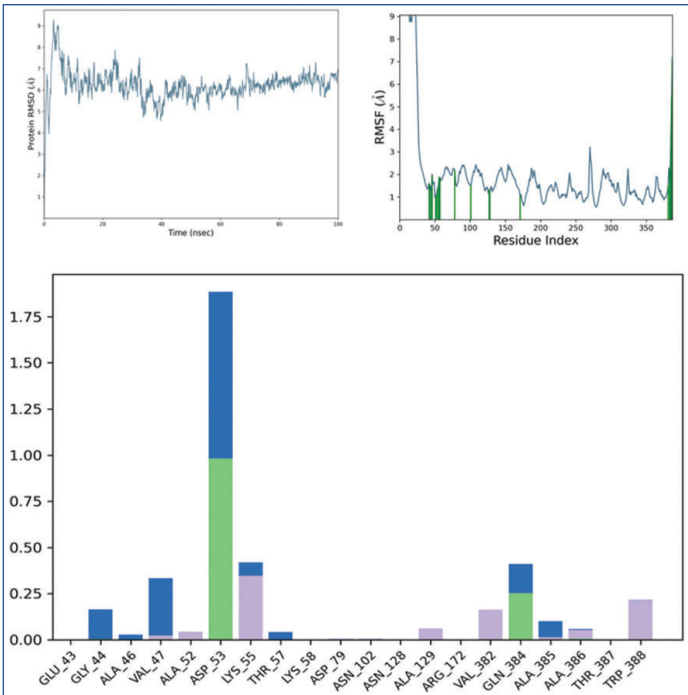 9
8
7
6
5
4
3
2
1
Protein RMSD (Å)
0 20 40 60 80 100
Time (nsec)
9
8
7
6
5
4
3
2
1
RMSF (Å)
0 50 100 150 200 250 300 350
Residue Index
1.75
1.50
1.25
1.00
0.75
0.50
0.25
0.00
GLU_43
GLY_44
ALA_46
VAL_47
ALA_52
ASP_53
LYS_55
THR_57
LYS_58
ASP_79
ASN_102
ASN_128
ALA_129
ARG_172
VAL_382
GLN_384
ALA_385
ALA_386
THR_387
TRP_388